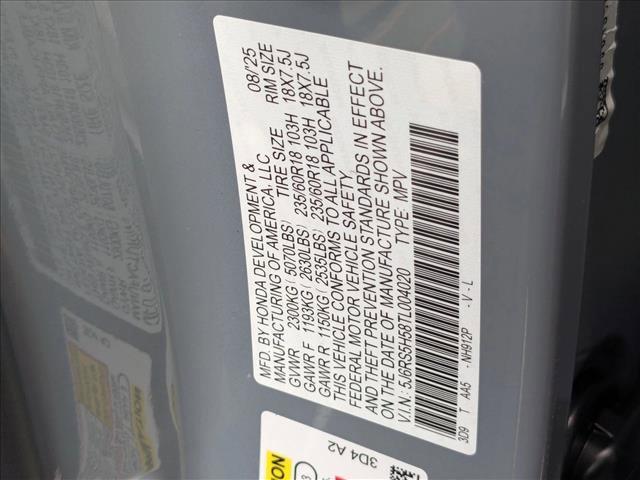 MFD. BY HONDA DEVELOPMENT & 08/'25
MANUFACTURING OF AMERICA, LLC
TIRE SIZE RIM SIZE
GVWR 2300KG( 5070LBS) 235/60R18 103H 18X7.5J
GAWR F 1193KG( 2630LBS) 235/60R18 103H 18X7.5J
GAWR R 1150KG( 2535LBS)
THIS VEHICLE CONFORMS TO ALL APPLICABLE
FEDERAL MOTOR VEHICLE SAFETY
AND THEFT PREVENTION STANDARDS IN EFFECT
ON THE DATE OF MANUFACTURE SHOWN ABOVE.
V.I.N: 5J6RS5H587L004020 TYPE: MPV
3D9 T AA5 -NH912P -V-L
3D4 A2